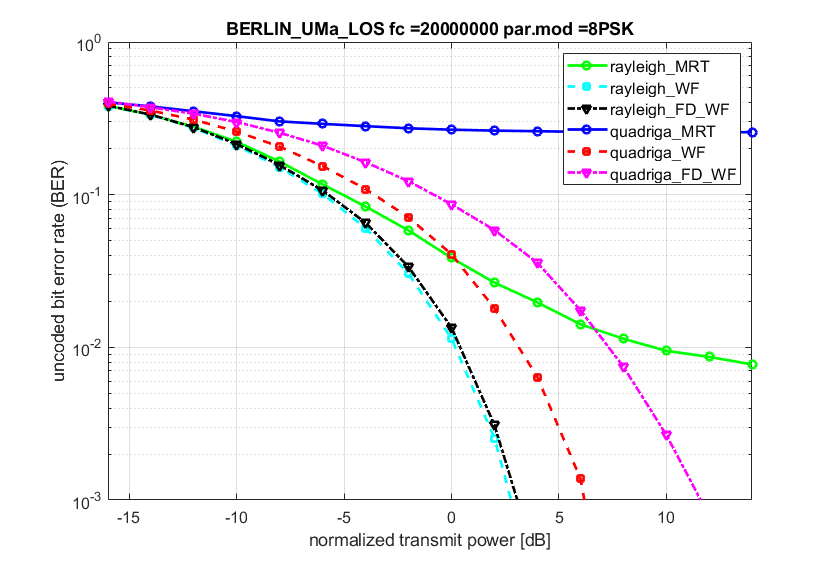 BERLIN_UMa_LOS fc =20000000 par.mod =8PSK
rayleigh_MRT
rayleigh_WF
rayleigh_FD_WF
quadriga_MRT
quadriga_WF
quadriga_FD_WF
uncoded bit error rate (BER)
10^0
10^-1
10^-2
10^-3
-15 -10 -5 0 5 10
normalized transmit power [dB]